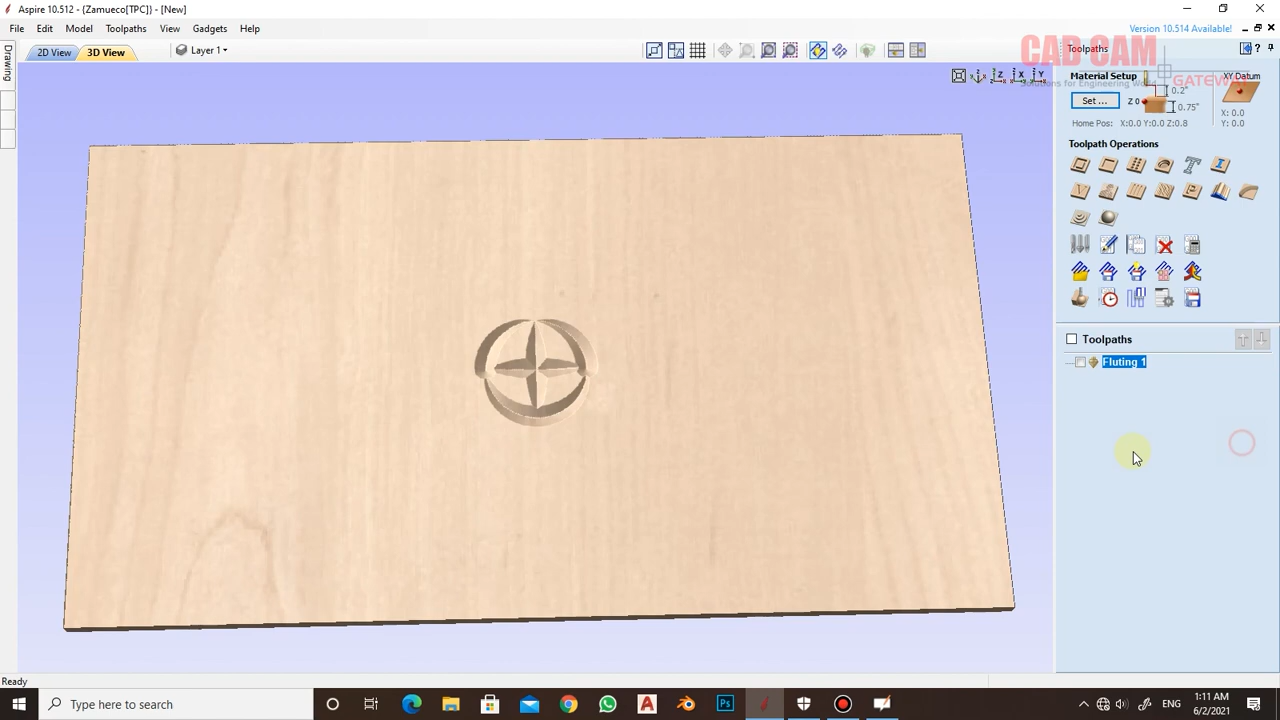 Aspire 10.512 - {Zamueco[TPC]} - [New]
File Edit Model Toolpaths View Gadgets Help
Version 10.514 Available!
2D View 3D View Layer 1
Drawing
Toolpaths
CAD CAM
GATEWAY
Solutions for Engineering World
Material Setup
XY Datum
Set ...
Z 0
0.2"
0.75"
X: 0.0
Y: 0.0
Home Pos: X:0.0 Y:0.0 Z:0.8
Toolpath Operations
Toolpaths
Fluting 1
Ready
Type here to search
ENG
1:11 AM
6/2/2021